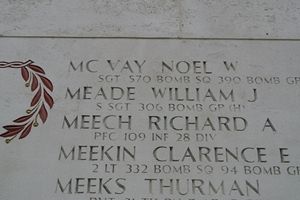 MC VAY NOEL W
SGT 570 BOMB SQ 390 BOMB GP
MEADE WILLIAM J
S SGT 306 BOMB GP (H)
MEECH RICHARD A
PFC 109 INF 28 DIV
MEEKIN CLARENCE E
2 LT 332 BOMB SQ 94 BOMB GP
MEEKS THURMAN